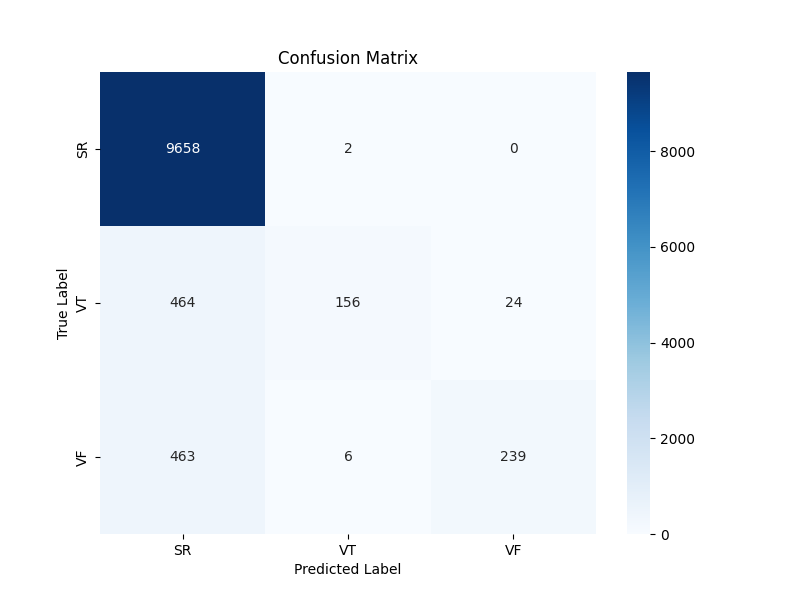 Confusion Matrix
SR
9658
2
0
VT
464
156
24
VF
463
6
239
SR
VT
VF
True Label
Predicted Label
8000
6000
4000
2000
0